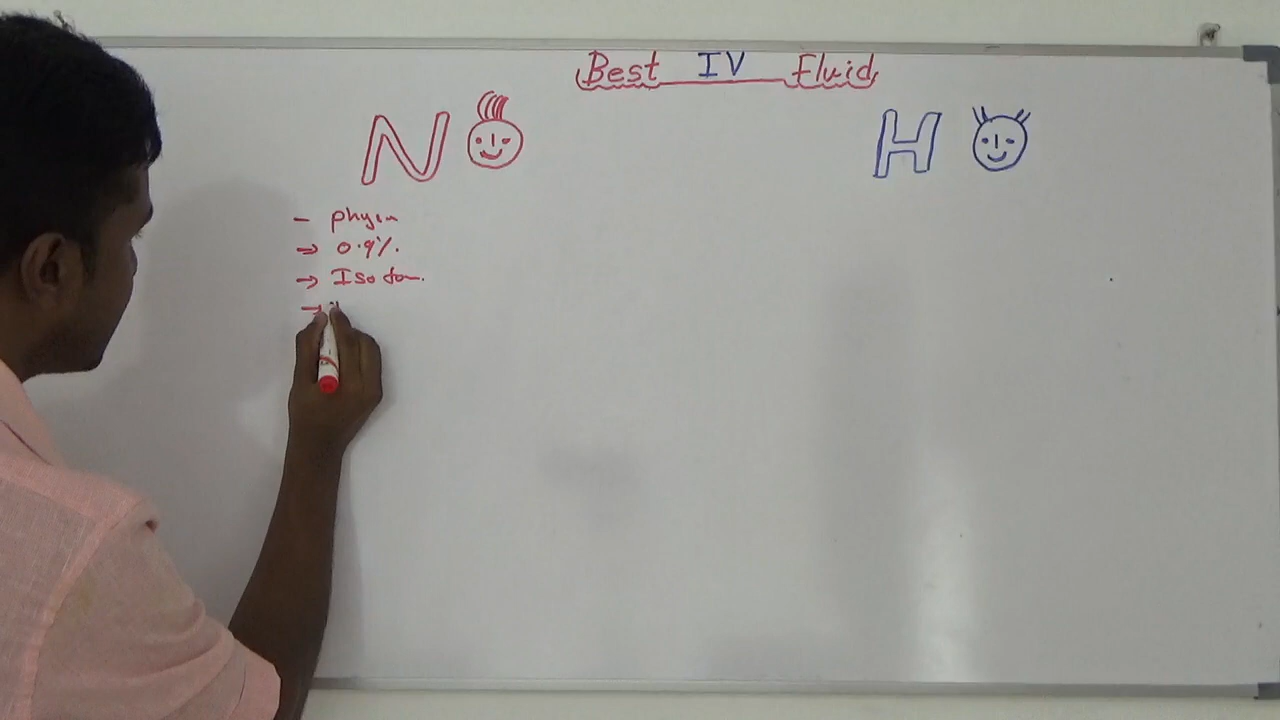 Best IV Fluid
N H
- physio
→ 0.9%.
→ Isoton.